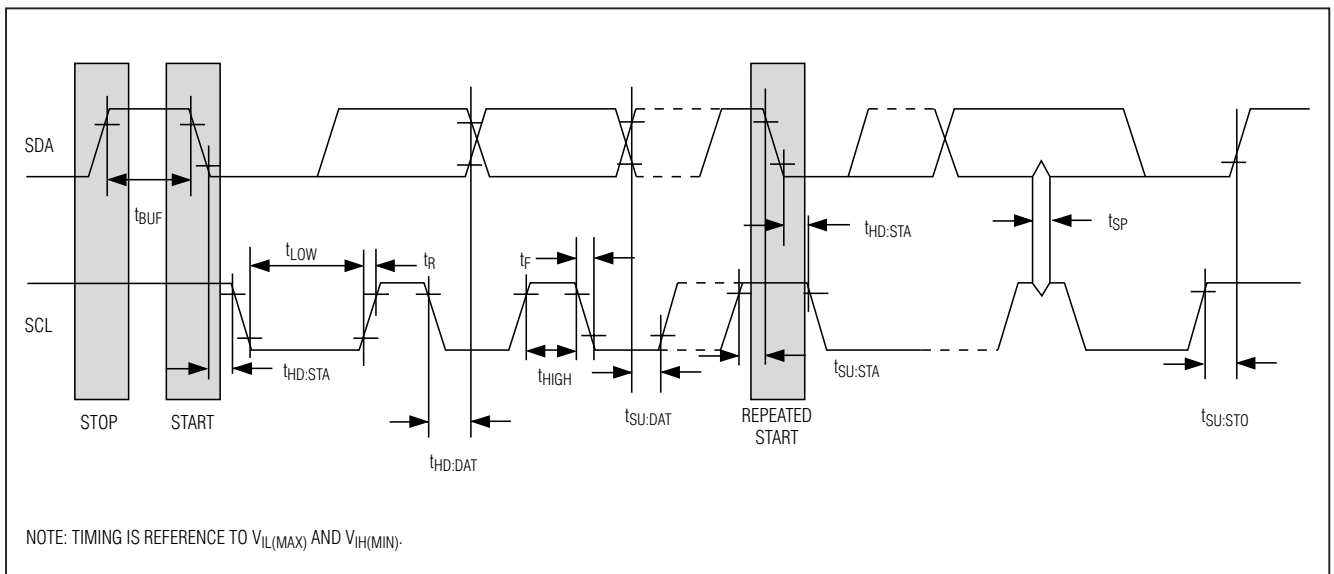 SDA
tBUF
tLOW
tR
tF
tHD:STA
tSP
SCL
tHD:STA
tHIGH
tSU:STA
tSU:DAT
tSU:STO
tHD:DAT
STOP
START
REPEATED
START
NOTE: TIMING IS REFERENCE TO VIL(MAX) AND VIH(MIN).